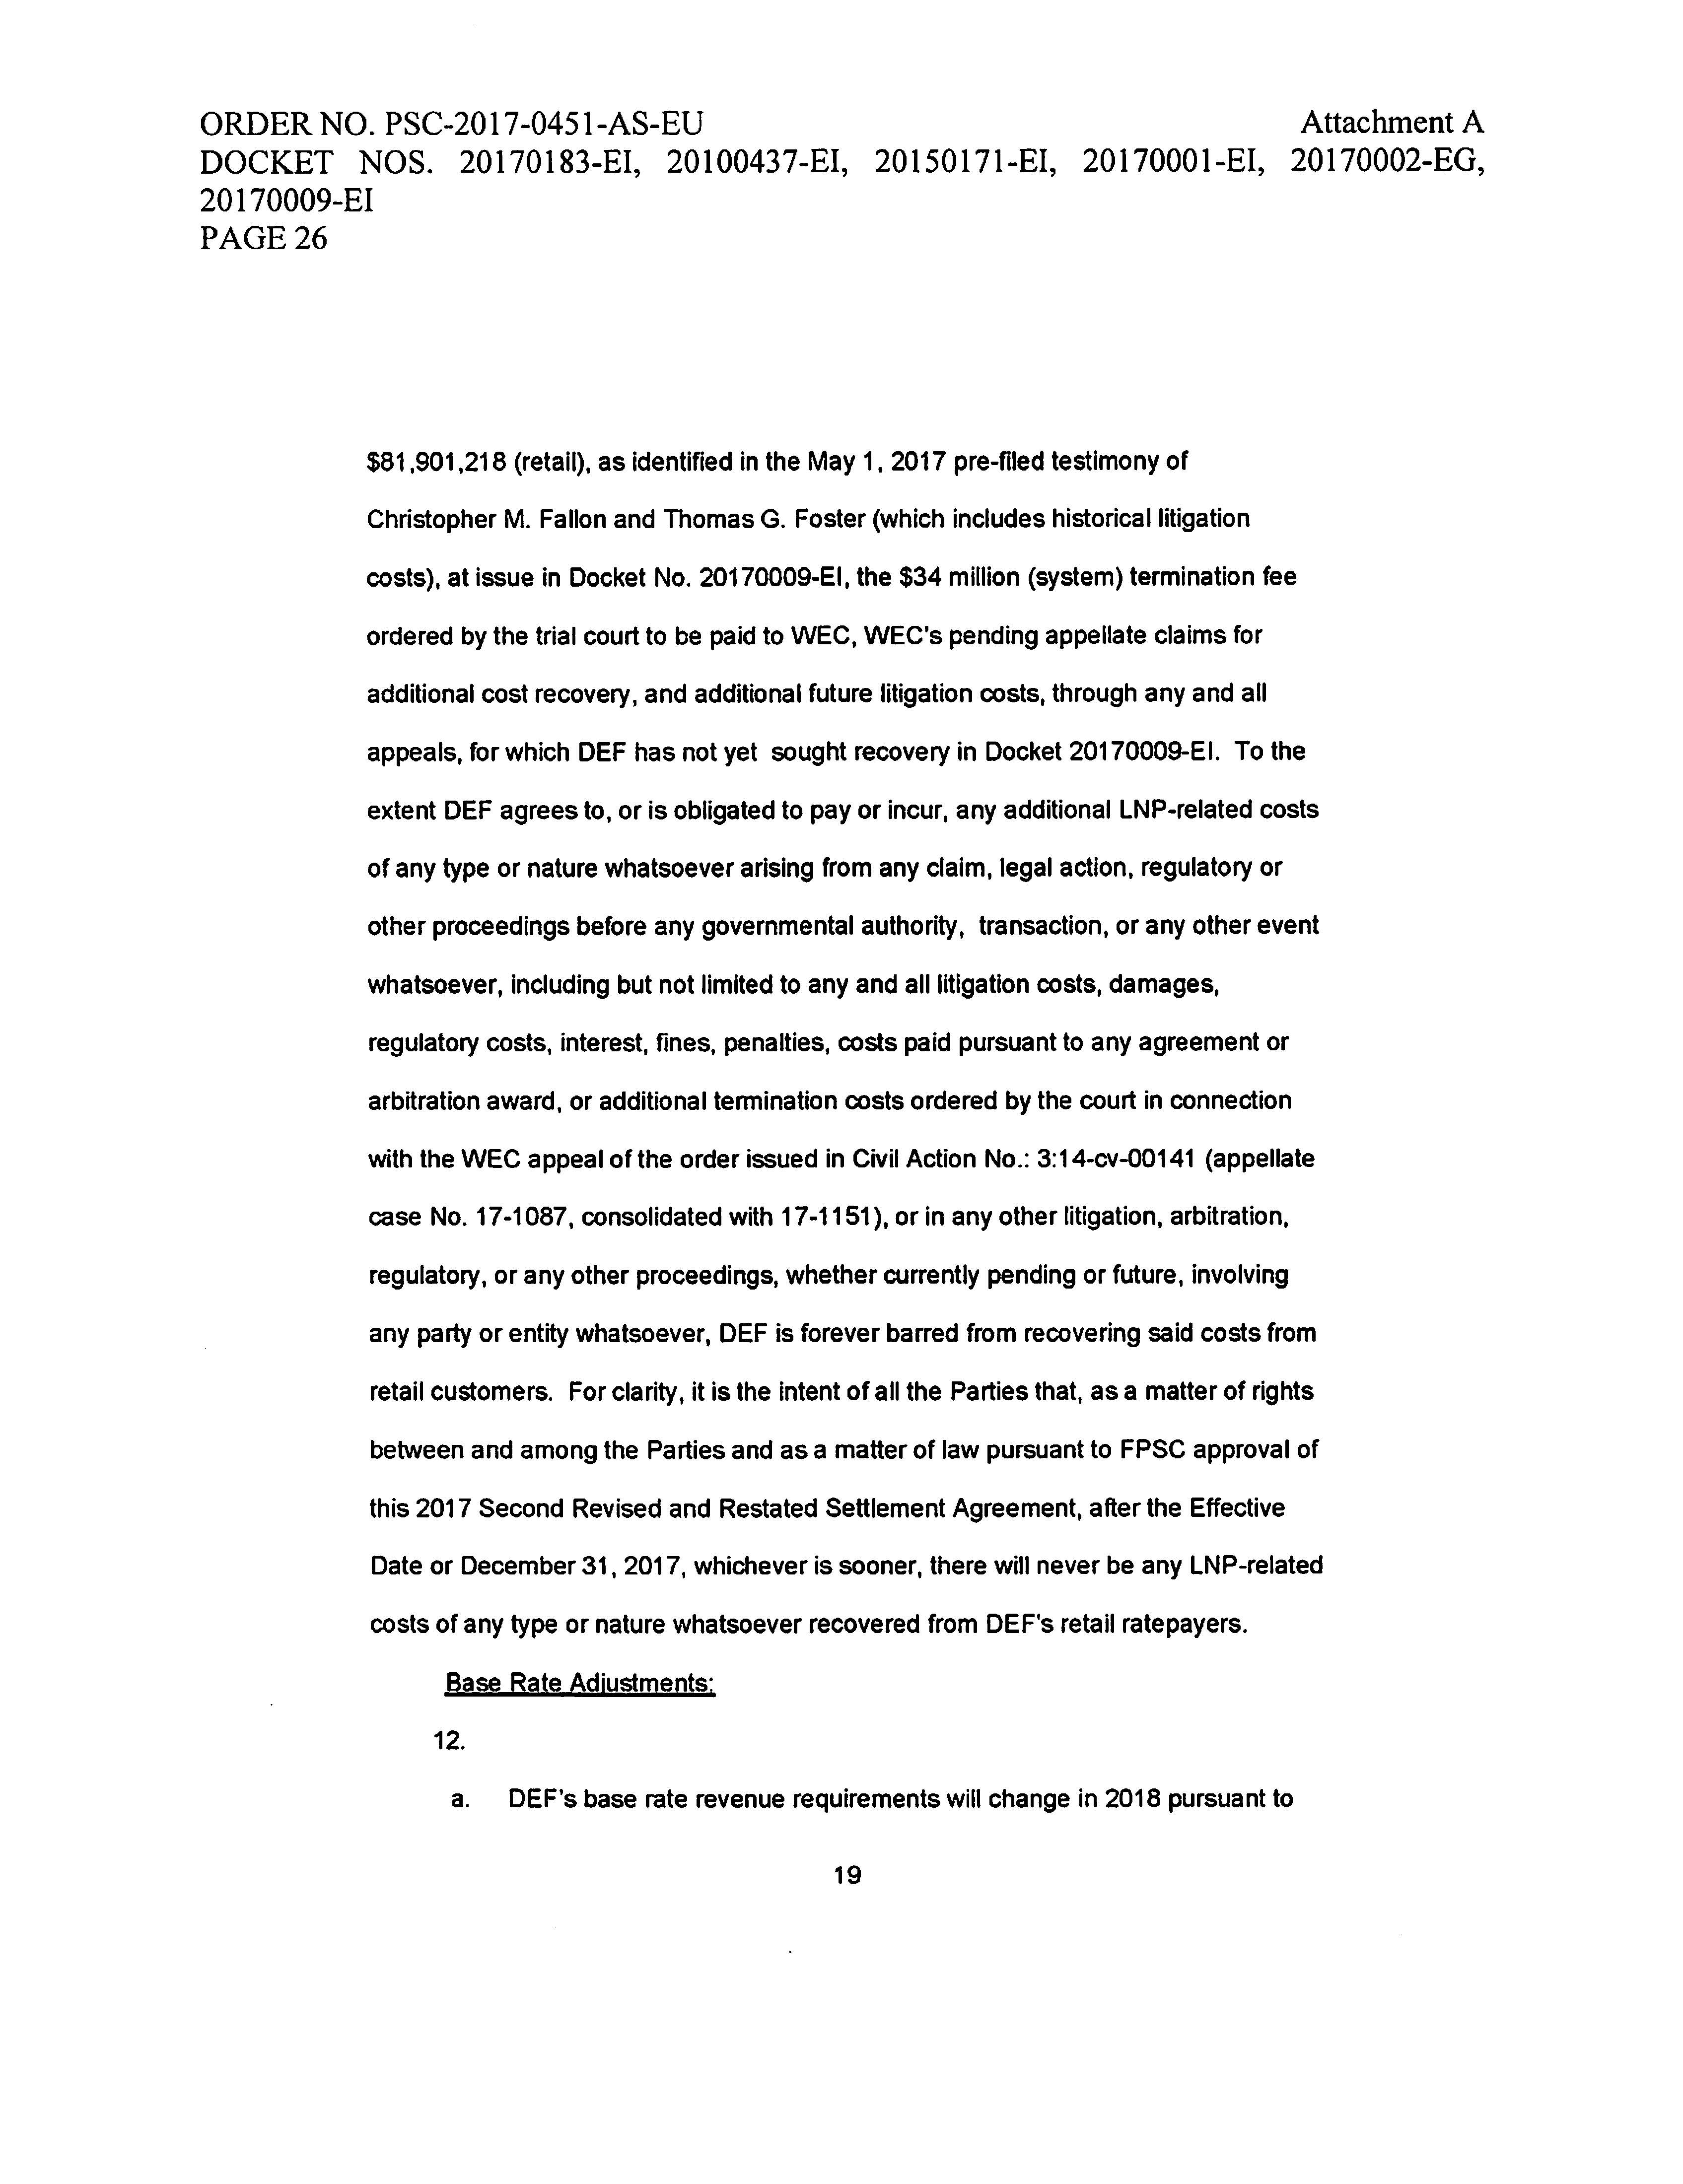 ORDER NO. PSC-2017-0451-AS-EU Attachment A
DOCKET NOS. 20170183-EI, 20100437-EI, 20150171-EI, 20170001-EI, 20170002-EG,
20170009-EI
PAGE 26
$81,901,218 (retail), as identified in the May 1, 2017 pre-filed testimony of
Christopher M. Fallon and Thomas G. Foster (which includes historical litigation
costs), at issue in Docket No. 20170009-EI, the $34 million (system) termination fee
ordered by the trial court to be paid to WEC, WEC's pending appellate claims for
additional cost recovery, and additional future litigation costs, through any and all
appeals, for which DEF has not yet sought recovery in Docket 20170009-EI. To the
extent DEF agrees to, or is obligated to pay or incur, any additional LNP-related costs
of any type or nature whatsoever arising from any claim, legal action, regulatory or
other proceedings before any governmental authority, transaction, or any other event
whatsoever, including but not limited to any and all litigation costs, damages,
regulatory costs, interest, fines, penalties, costs paid pursuant to any agreement or
arbitration award, or additional termination costs ordered by the court in connection
with the WEC appeal of the order issued in Civil Action No.: 3:14-cv-00141 (appellate
case No. 17-1087, consolidated with 17-1151), or in any other litigation, arbitration,
regulatory, or any other proceedings, whether currently pending or future, involving
any party or entity whatsoever, DEF is forever barred from recovering said costs from
retail customers. For clarity, it is the intent of all the Parties that, as a matter of rights
between and among the Parties and as a matter of law pursuant to FPSC approval of
this 2017 Second Revised and Restated Settlement Agreement, after the Effective
Date or December 31, 2017, whichever is sooner, there will never be any LNP-related
costs of any type or nature whatsoever recovered from DEF's retail ratepayers.
Base Rate Adjustments:
12.
a. DEF's base rate revenue requirements will change in 2018 pursuant to
19